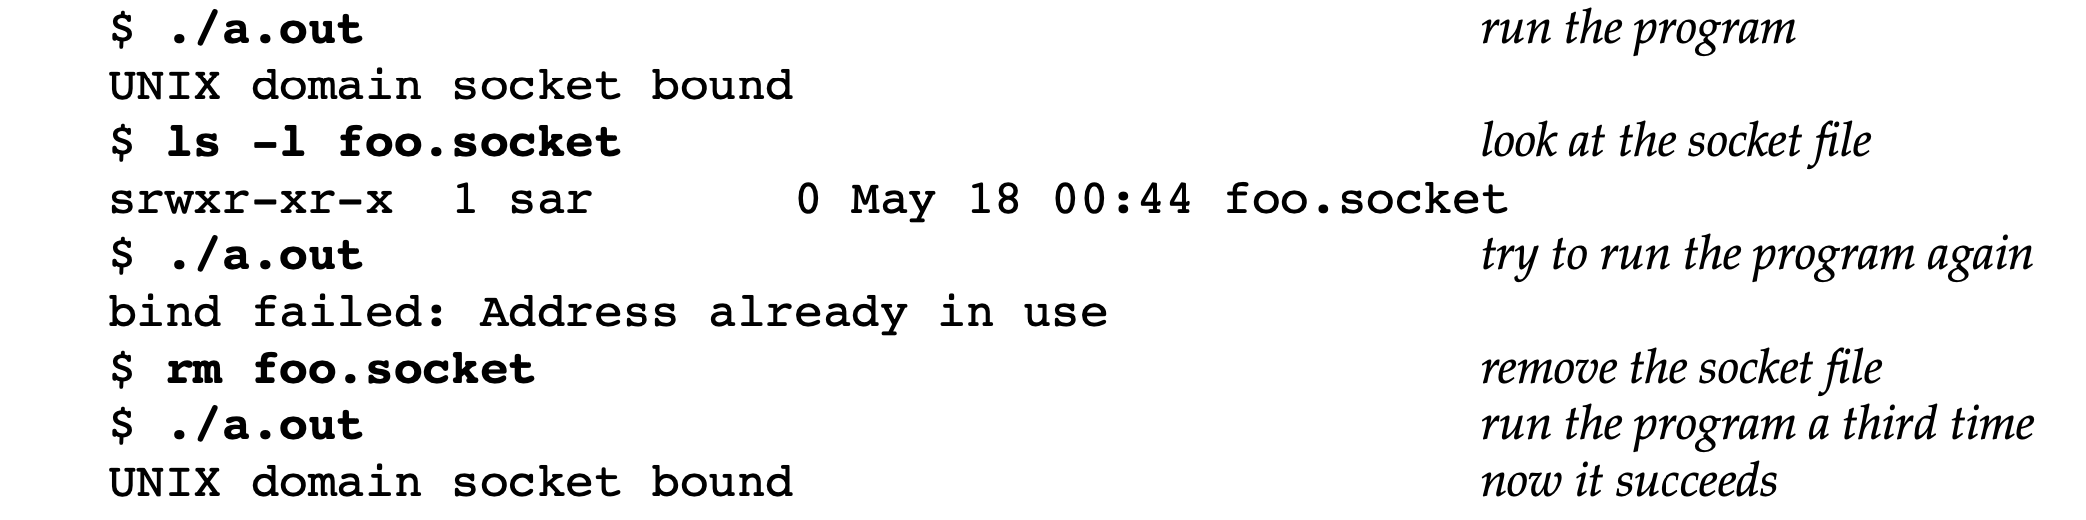 $ ./a.out run the program
UNIX domain socket bound
$ ls -l foo.socket look at the socket file
srwxr-xr-x  1 sar       0 May 18 00:44 foo.socket
$ ./a.out try to run the program again
bind failed: Address already in use
$ rm foo.socket remove the socket file
$ ./a.out run the program a third time
UNIX domain socket bound now it succeeds